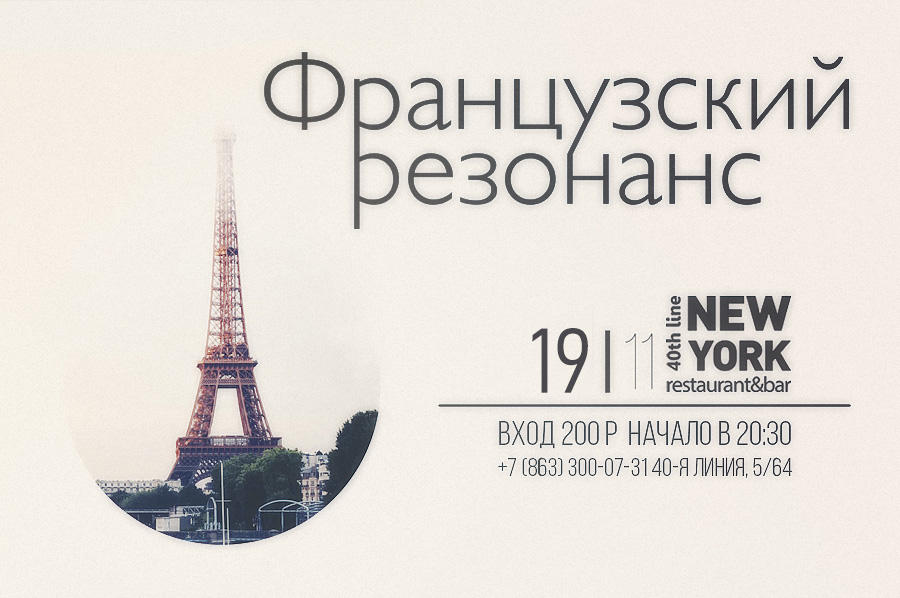 Французский
резонанс
19 | 11
40th line
NEW
YORK
restaurant&bar
ВХОД 200 Р НАЧАЛО В 20:30
+7 (863) 300-07-31 40-Я ЛИНИЯ, 5/64